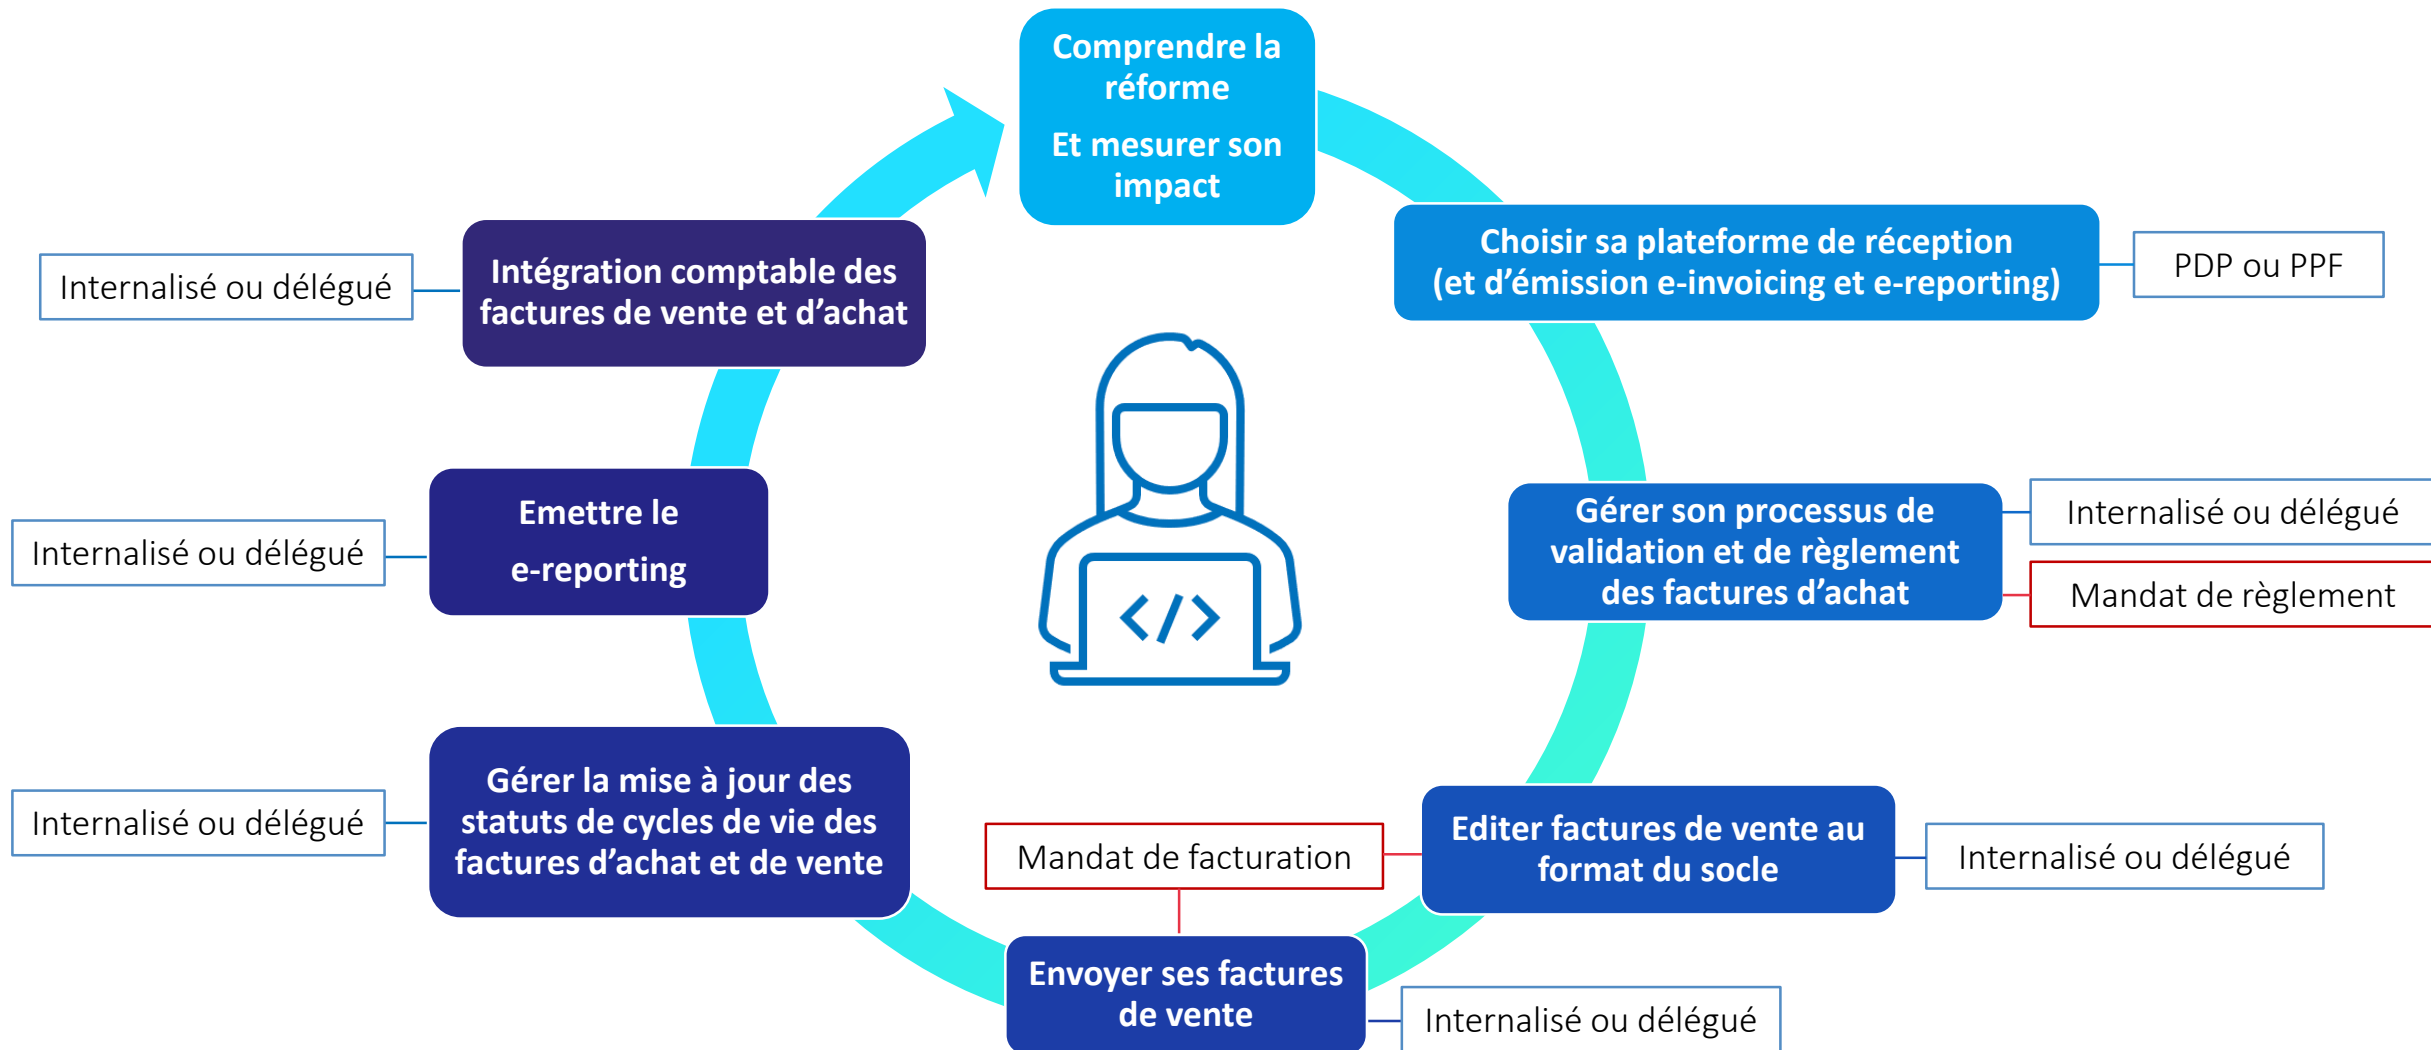 Comprendre la
réforme
Et mesurer son
impact
Choisir sa plateforme de réception
(et d’émission e-invoicing et e-reporting)
PDP ou PPF
Gérer son processus de
validation et de règlement
des factures d’achat
Internalisé ou délégué
Mandat de règlement
Editer factures de vente au
format du socle
Internalisé ou délégué
Mandat de facturation
Envoyer ses factures
de vente
Internalisé ou délégué
Gérer la mise à jour des
statuts de cycles de vie des
factures d’achat et de vente
Internalisé ou délégué
Emettre le
e-reporting
Internalisé ou délégué
Intégration comptable des
factures de vente et d’achat
Internalisé ou délégué